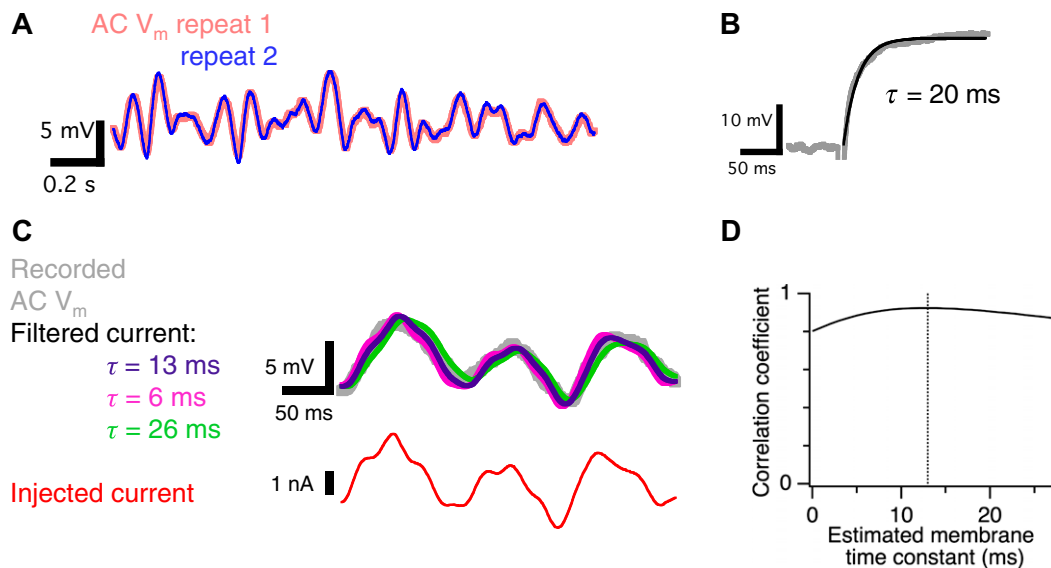 A
AC Vm repeat 1
repeat 2
5 mV
0.2 s
B
τ = 20 ms
10 mV
50 ms
C
Recorded
AC Vm
Filtered current:
τ = 13 ms
τ = 6 ms
τ = 26 ms
5 mV
50 ms
Injected current
1 nA
D
Correlation coefficient
1
0
0
10
20
Estimated membrane
time constant (ms)